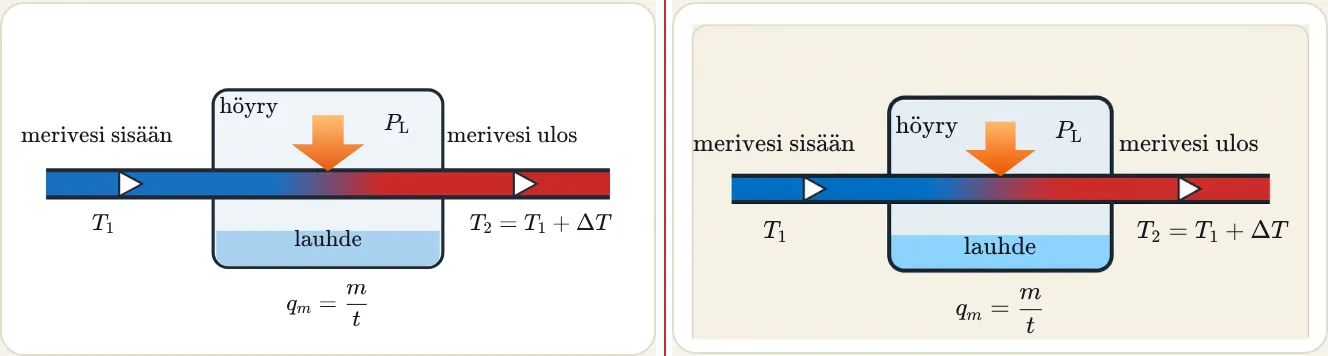 höyry
P_L
merivesi sisään
merivesi ulos
T_1
T_2 = T_1 + ΔT
lauhde
q_m = m/t
höyry
P_L
merivesi sisään
merivesi ulos
T_1
T_2 = T_1 + ΔT
lauhde
q_m = m/t